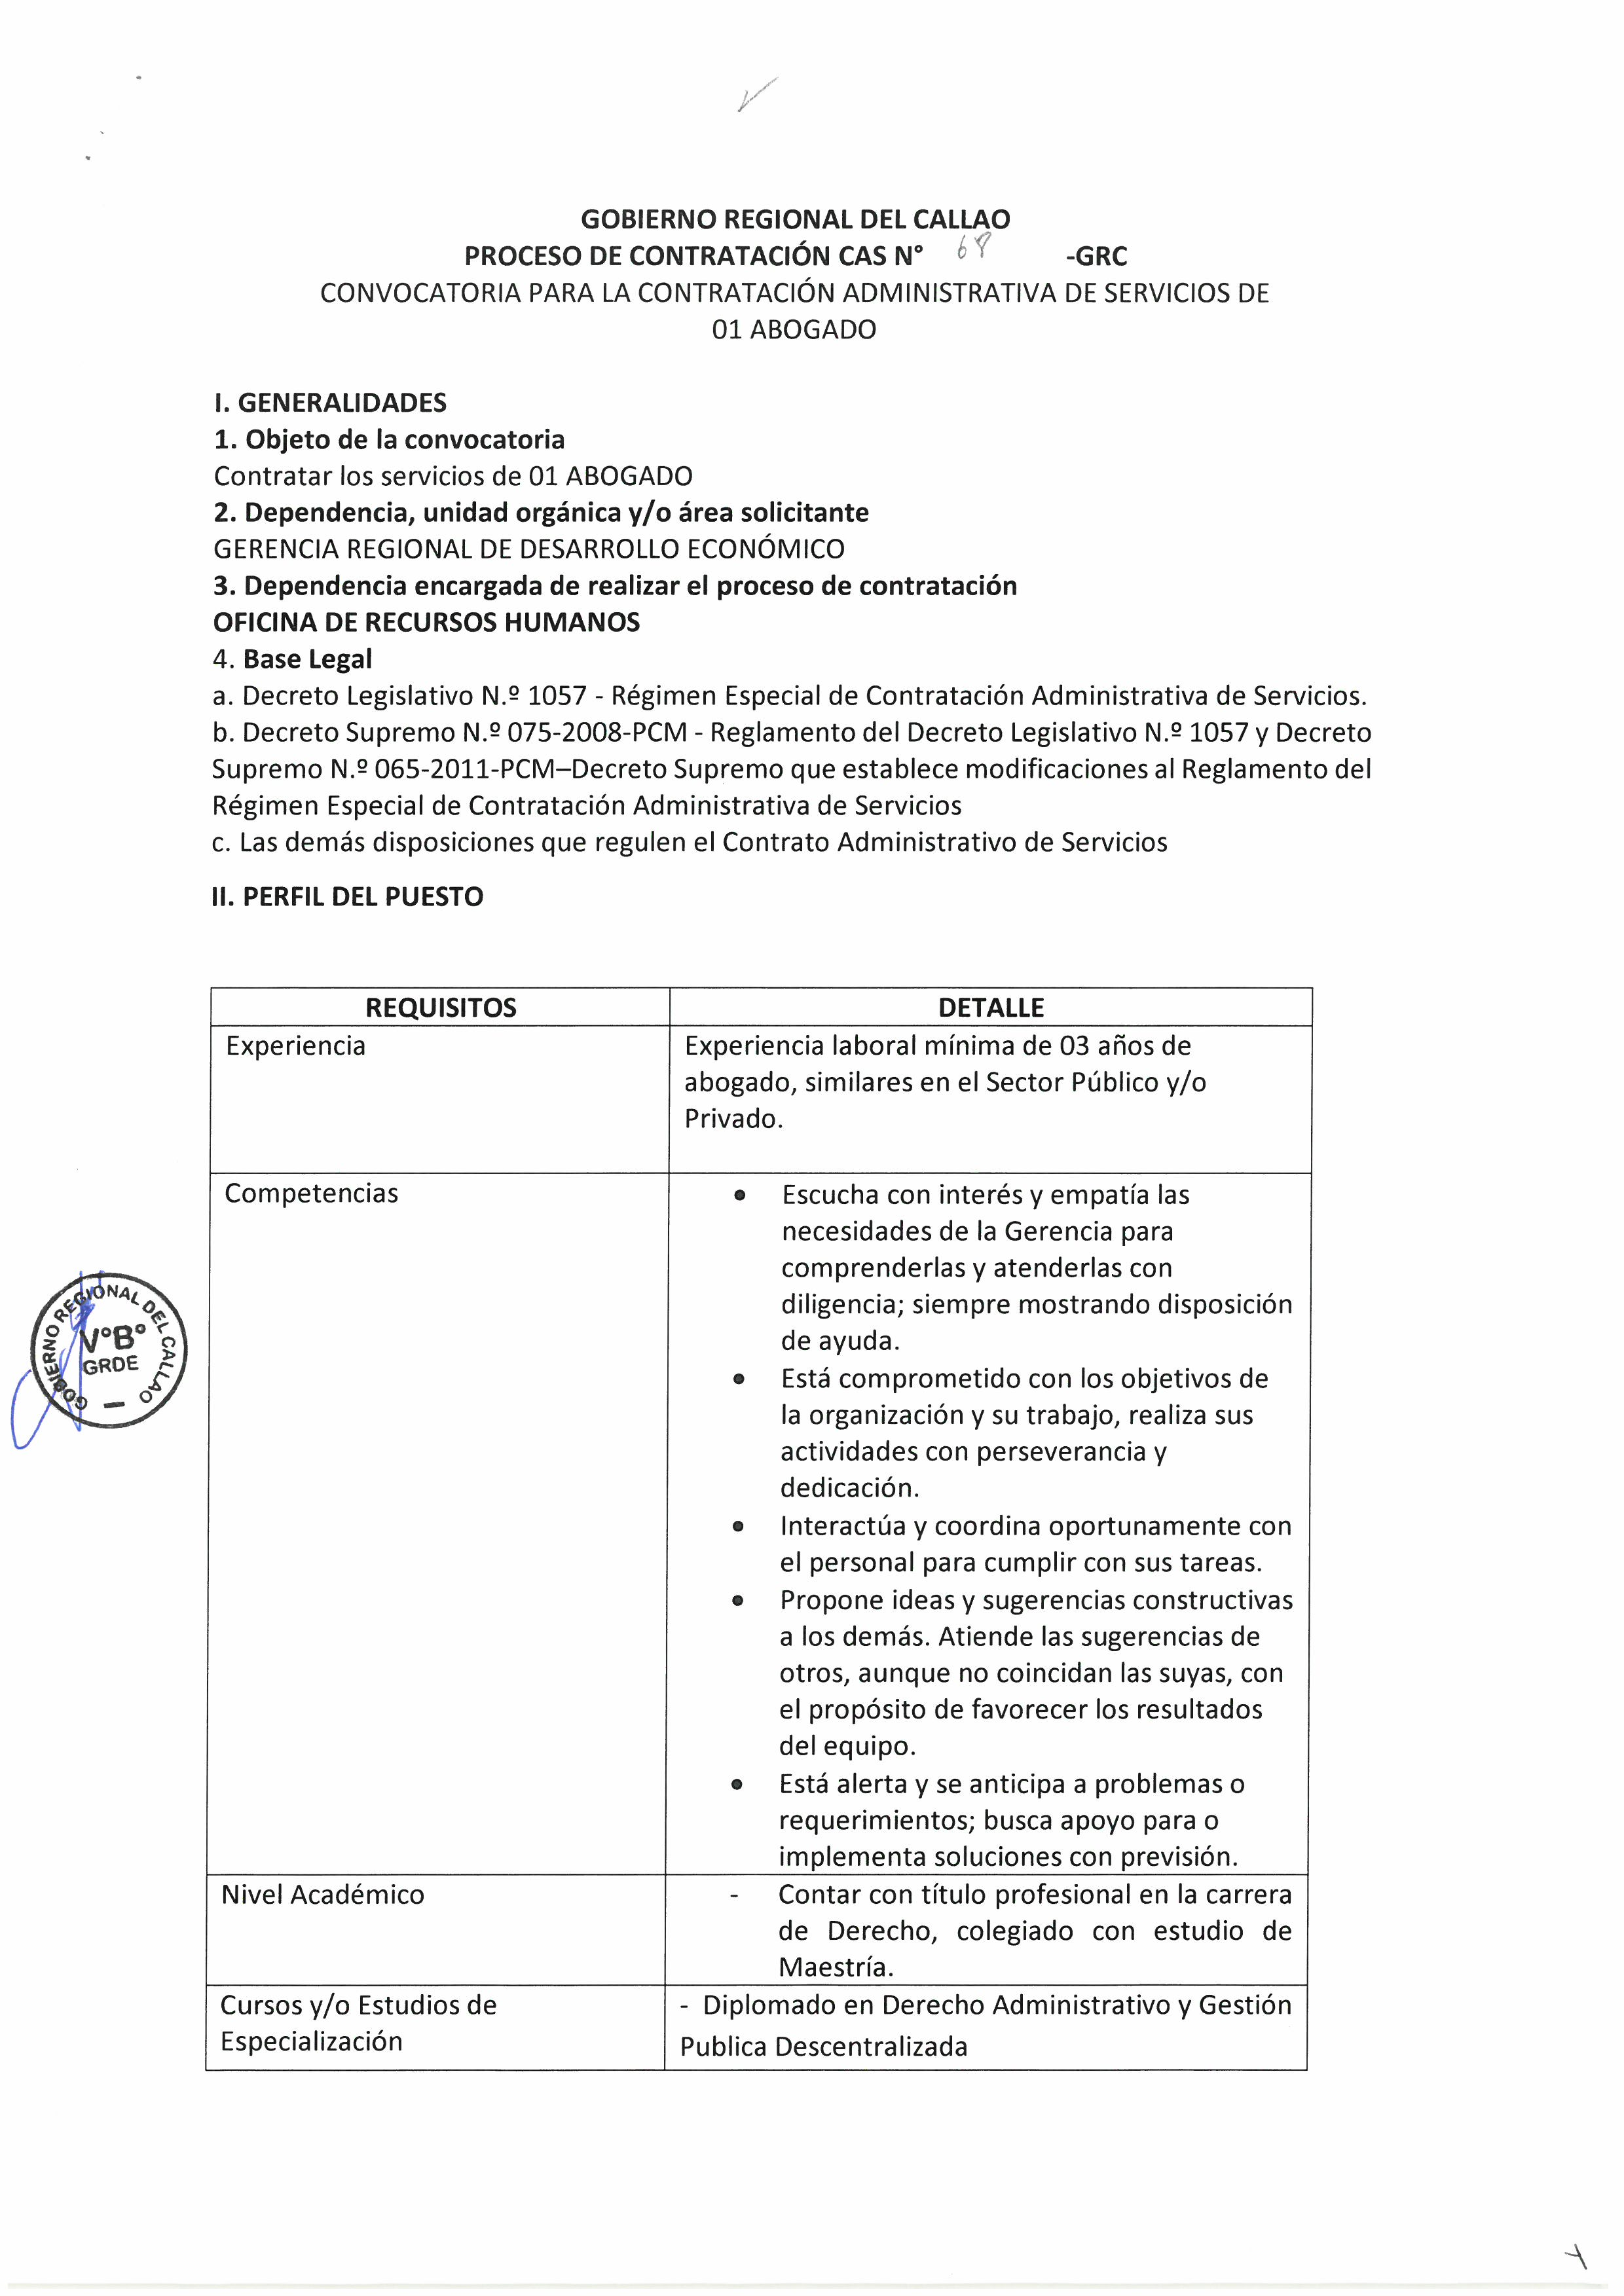 GOBIERNO REGIONAL DEL CALLAO
PROCESO DE CONTRATACIÓN CAS N° 68 -GRC
CONVOCATORIA PARA LA CONTRATACIÓN ADMINISTRATIVA DE SERVICIOS DE
01 ABOGADO
I. GENERALIDADES
1. Objeto de la convocatoria
Contratar los servicios de 01 ABOGADO
2. Dependencia, unidad orgánica y/o área solicitante
GERENCIA REGIONAL DE DESARROLLO ECONÓMICO
3. Dependencia encargada de realizar el proceso de contratación
OFICINA DE RECURSOS HUMANOS
4. Base Legal
a. Decreto Legislativo N.º 1057 - Régimen Especial de Contratación Administrativa de Servicios.
b. Decreto Supremo N.º 075-2008-PCM - Reglamento del Decreto Legislativo N.º 1057 y Decreto
Supremo N.º 065-2011-PCM–Decreto Supremo que establece modificaciones al Reglamento del
Régimen Especial de Contratación Administrativa de Servicios
c. Las demás disposiciones que regulen el Contrato Administrativo de Servicios
II. PERFIL DEL PUESTO
REQUISITOS DETALLE
Experiencia
Experiencia laboral mínima de 03 años de
abogado, similares en el Sector Público y/o
Privado.
Competencias
• Escucha con interés y empatía las
necesidades de la Gerencia para
comprenderlas y atenderlas con
diligencia; siempre mostrando disposición
de ayuda.
• Está comprometido con los objetivos de
la organización y su trabajo, realiza sus
actividades con perseverancia y
dedicación.
• Interactúa y coordina oportunamente con
el personal para cumplir con sus tareas.
• Propone ideas y sugerencias constructivas
a los demás. Atiende las sugerencias de
otros, aunque no coincidan las suyas, con
el propósito de favorecer los resultados
del equipo.
• Está alerta y se anticipa a problemas o
requerimientos; busca apoyo para o
implementa soluciones con previsión.
Nivel Académico
- Contar con título profesional en la carrera
de Derecho, colegiado con estudio de
Maestría.
Cursos y/o Estudios de
Especialización
- Diplomado en Derecho Administrativo y Gestión
Publica Descentralizada
GOBIERNO REGIONAL DEL CALLAO
V°B°
GRDE